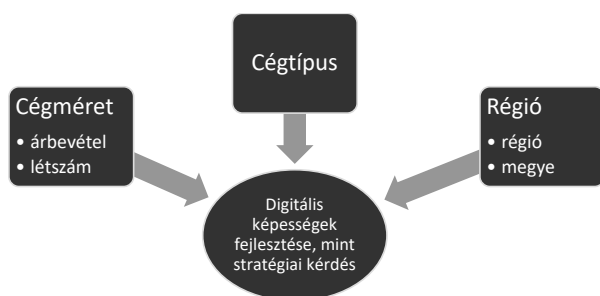 Cégtípus
Cégméret
• árbevétel
• létszám
Régió
• régió
• megye
Digitális
képességek
fejlesztése, mint
stratégiai kérdés